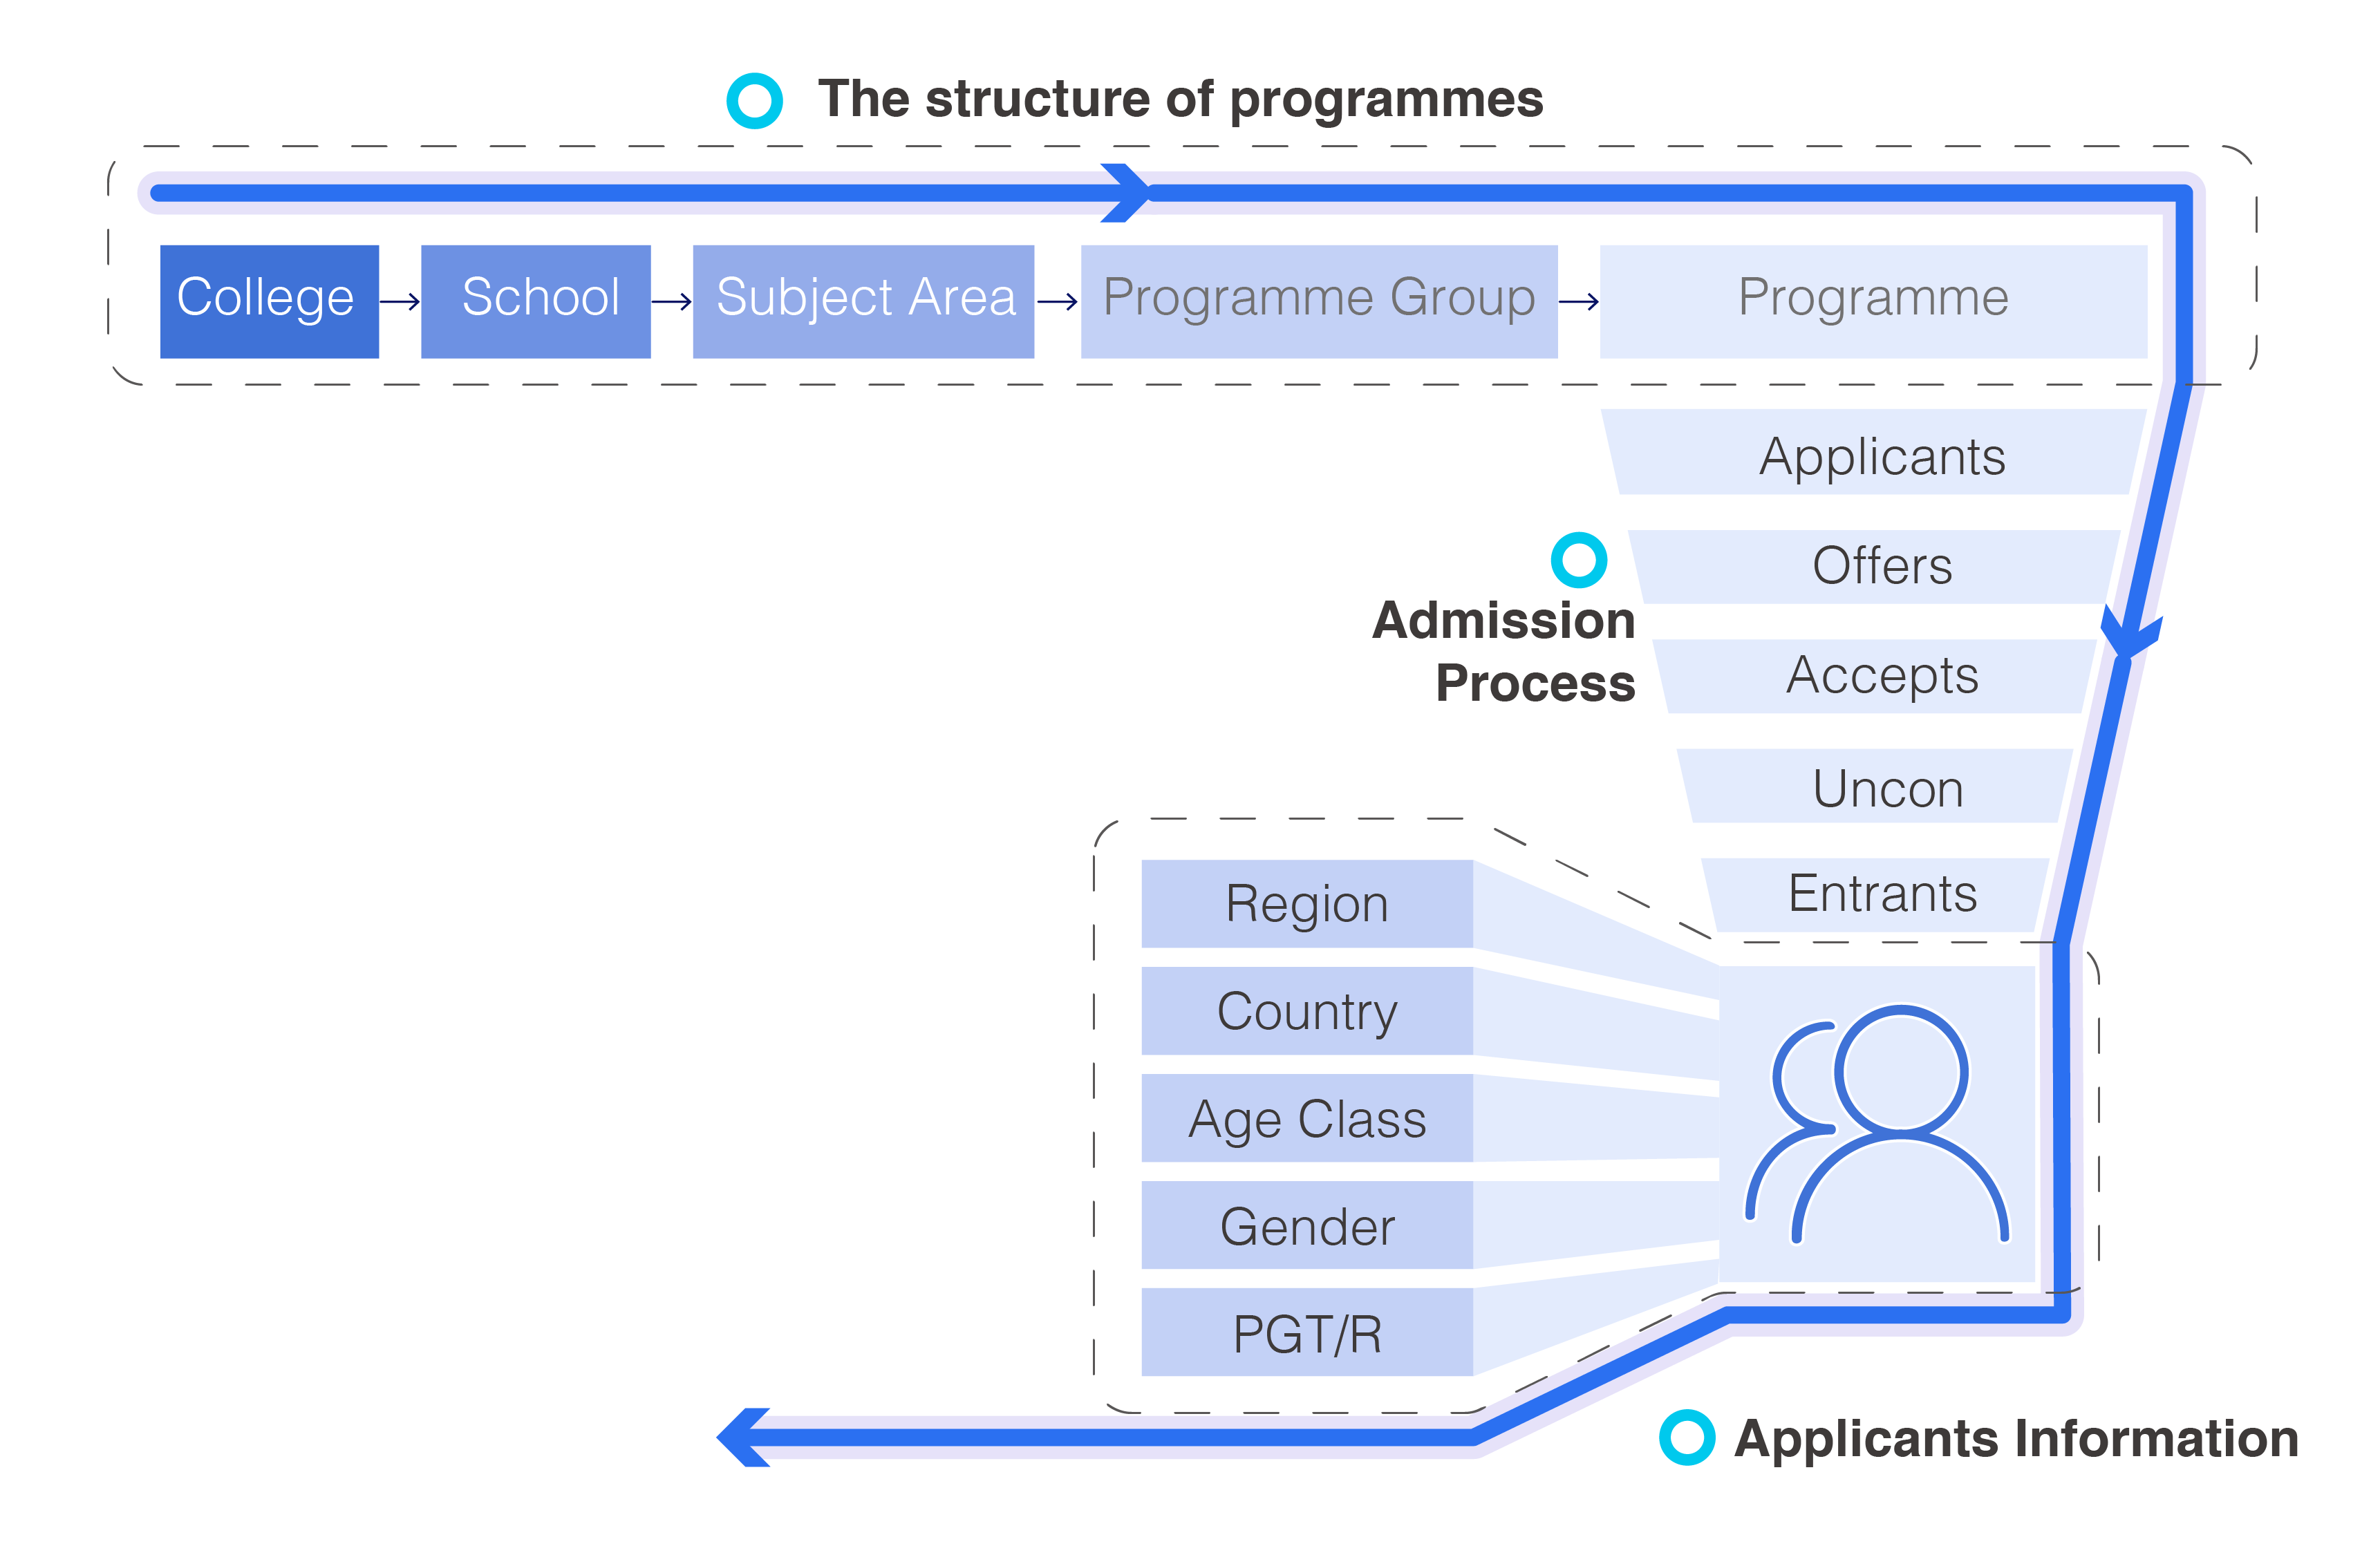 The structure of programmes
College
School
Subject Area
Programme Group
Programme
Applicants
Offers
Admission
Process
Accepts
Uncon
Entrants
Region
Country
Age Class
Gender
PGT/R
Applicants Information